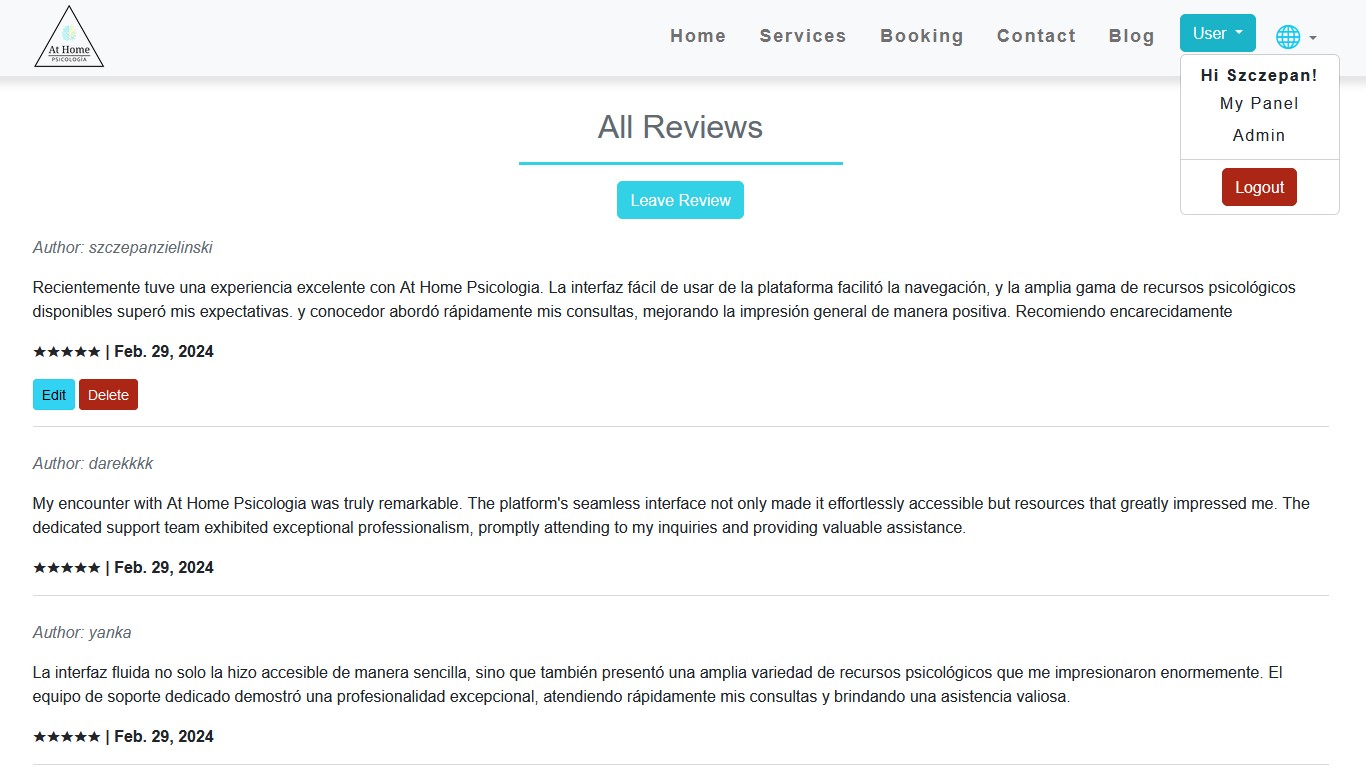 At Home
PSICOLOGÍA
Home Services Booking Contact Blog User
Hi Szczepan!
My Panel
Admin
Logout
All Reviews
Leave Review
Author: szczepanzielinski
Recientemente tuve una experiencia excelente con At Home Psicologia. La interfaz fácil de usar de la plataforma facilitó la navegación, y la amplia gama de recursos psicológicos
disponibles superó mis expectativas. y conocedor abordó rápidamente mis consultas, mejorando la impresión general de manera positiva. Recomiendo encarecidamente
★★★★★ | Feb. 29, 2024
Edit Delete
Author: darekkkk
My encounter with At Home Psicologia was truly remarkable. The platform's seamless interface not only made it effortlessly accessible but resources that greatly impressed me. The
dedicated support team exhibited exceptional professionalism, promptly attending to my inquiries and providing valuable assistance.
★★★★★ | Feb. 29, 2024
Author: yanka
La interfaz fluida no solo la hizo accesible de manera sencilla, sino que también presentó una amplia variedad de recursos psicológicos que me impresionaron enormemente. El
equipo de soporte dedicado demostró una profesionalidad excepcional, atendiendo rápidamente mis consultas y brindando una asistencia valiosa.
★★★★★ | Feb. 29, 2024